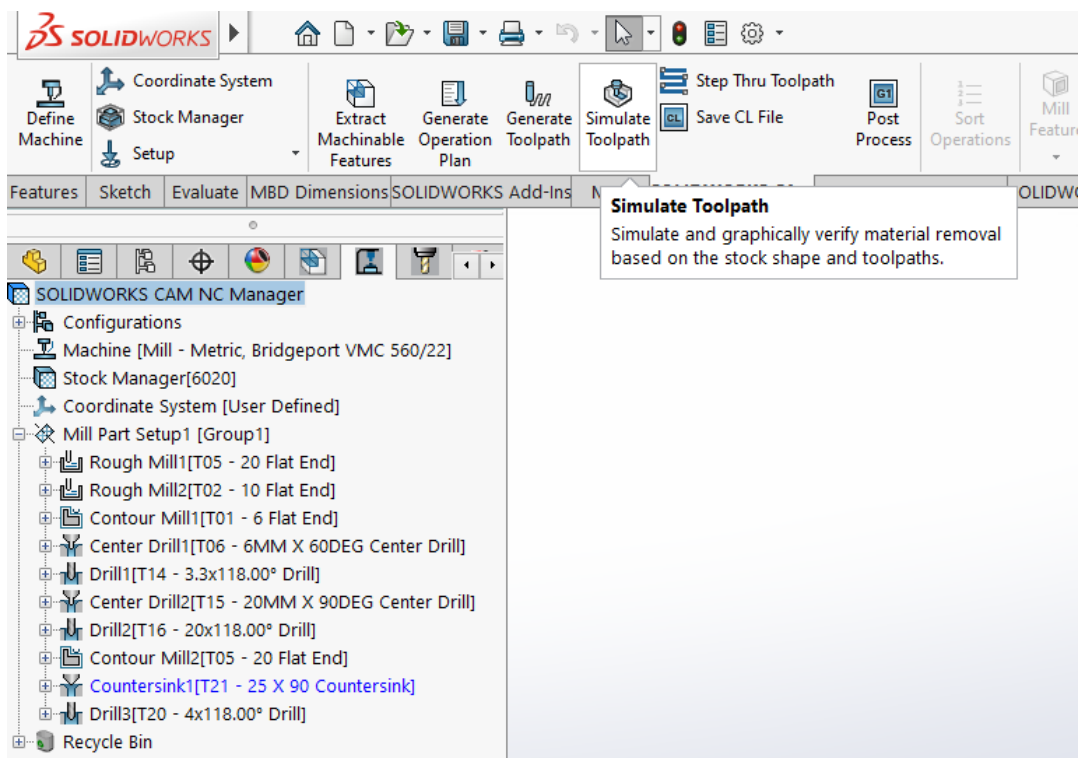 SOLIDWORKS
Define
Machine
Coordinate System
Stock Manager
Setup
Extract
Machinable
Features
Generate
Operation
Plan
Generate
Toolpath
Simulate
Toolpath
Step Thru Toolpath
CL
Save CL File
G1
Post
Process
Sort
Operations
Mill
Featur
Features Sketch Evaluate MBD Dimensions SOLIDWORKS Add-Ins
Simulate Toolpath
Simulate and graphically verify material removal
based on the stock shape and toolpaths.
SOLIDWORKS CAM NC Manager
Configurations
Machine [Mill - Metric, Bridgeport VMC 560/22]
Stock Manager[6020]
Coordinate System [User Defined]
Mill Part Setup1 [Group1]
Rough Mill1[T05 - 20 Flat End]
Rough Mill2[T02 - 10 Flat End]
Contour Mill1[T01 - 6 Flat End]
Center Drill1[T06 - 6MM X 60DEG Center Drill]
Drill1[T14 - 3.3x118.00° Drill]
Center Drill2[T15 - 20MM X 90DEG Center Drill]
Drill2[T16 - 20x118.00° Drill]
Contour Mill2[T05 - 20 Flat End]
Countersink1[T21 - 25 X 90 Countersink]
Drill3[T20 - 4x118.00° Drill]
Recycle Bin